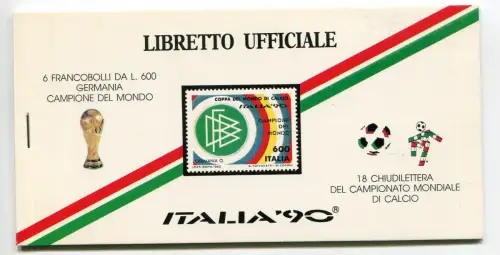 LIBRETTO UFFICIALE
6 FRANCOBOLLI DA L. 600
GERMANIA
CAMPIONE DEL MONDO
COPPA DEL MONDO DI CALCIO
ITALIA'90
CAMPIONE
DEL
MONDO
600
ITALIA
18 CHIUDILETTERA
DEL CAMPIONATO MONDIALE
DI CALCIO
ITALIA'90®